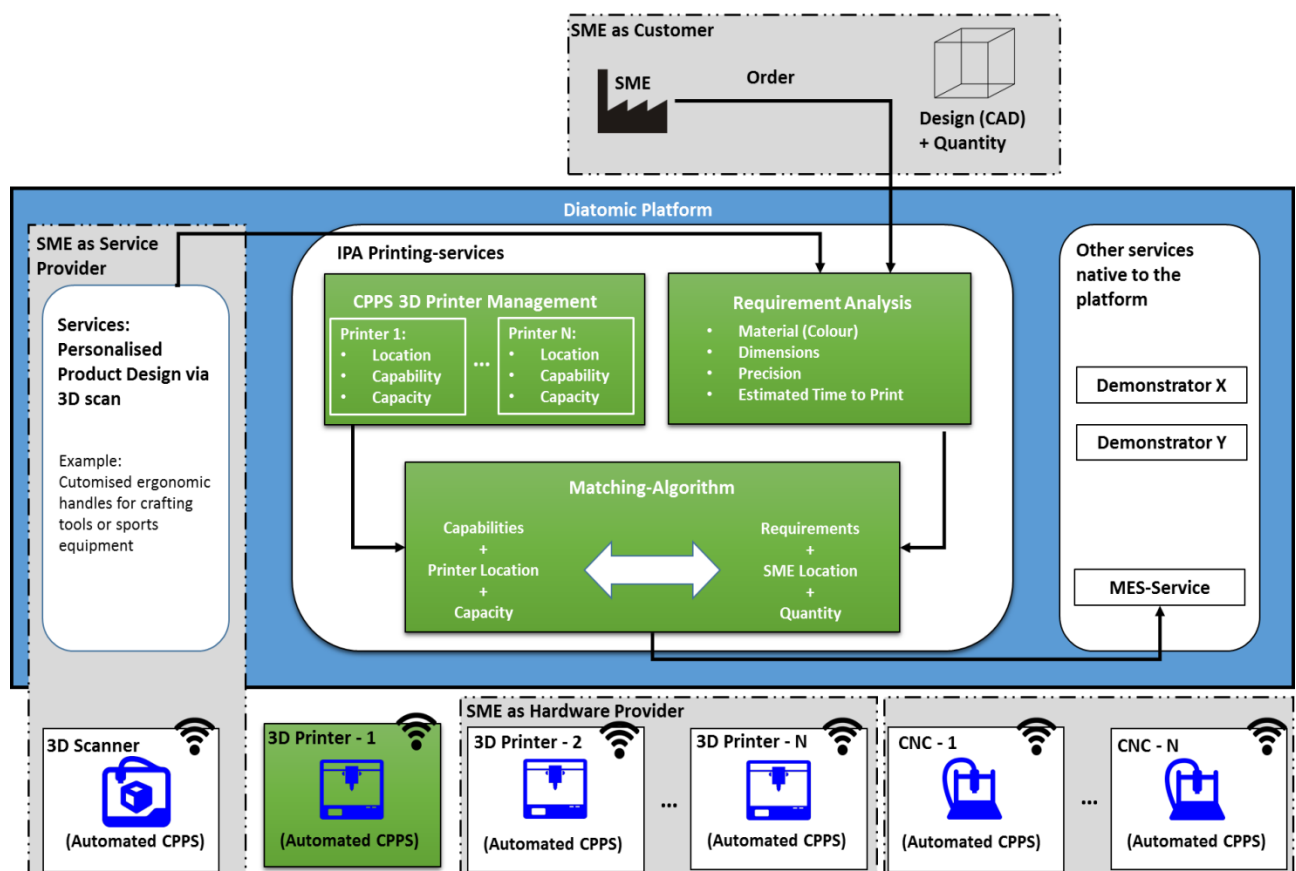 SME as Customer
SME
Order
Design (CAD)
+ Quantity
Diatomic Platform
SME as Service
Provider
Services:
Personalised
Product Design via
3D scan
Example:
Cutomised ergonomic
handles for crafting
tools or sports
equipment
IPA Printing-services
CPPS 3D Printer Management
Printer 1:
• Location
• Capability
• Capacity
...
Printer N:
• Location
• Capability
• Capacity
Requirement Analysis
• Material (Colour)
• Dimensions
• Precision
• Estimated Time to Print
Matching-Algorithm
Capabilities
+
Printer Location
+
Capacity
Requirements
+
SME Location
+
Quantity
Other services
native to the
platform
Demonstrator X
Demonstrator Y
MES-Service
3D Scanner
(Automated CPPS)
3D Printer - 1
(Automated CPPS)
SME as Hardware Provider
3D Printer - 2
(Automated CPPS)
...
3D Printer - N
(Automated CPPS)
CNC - 1
(Automated CPPS)
...
CNC - N
(Automated CPPS)